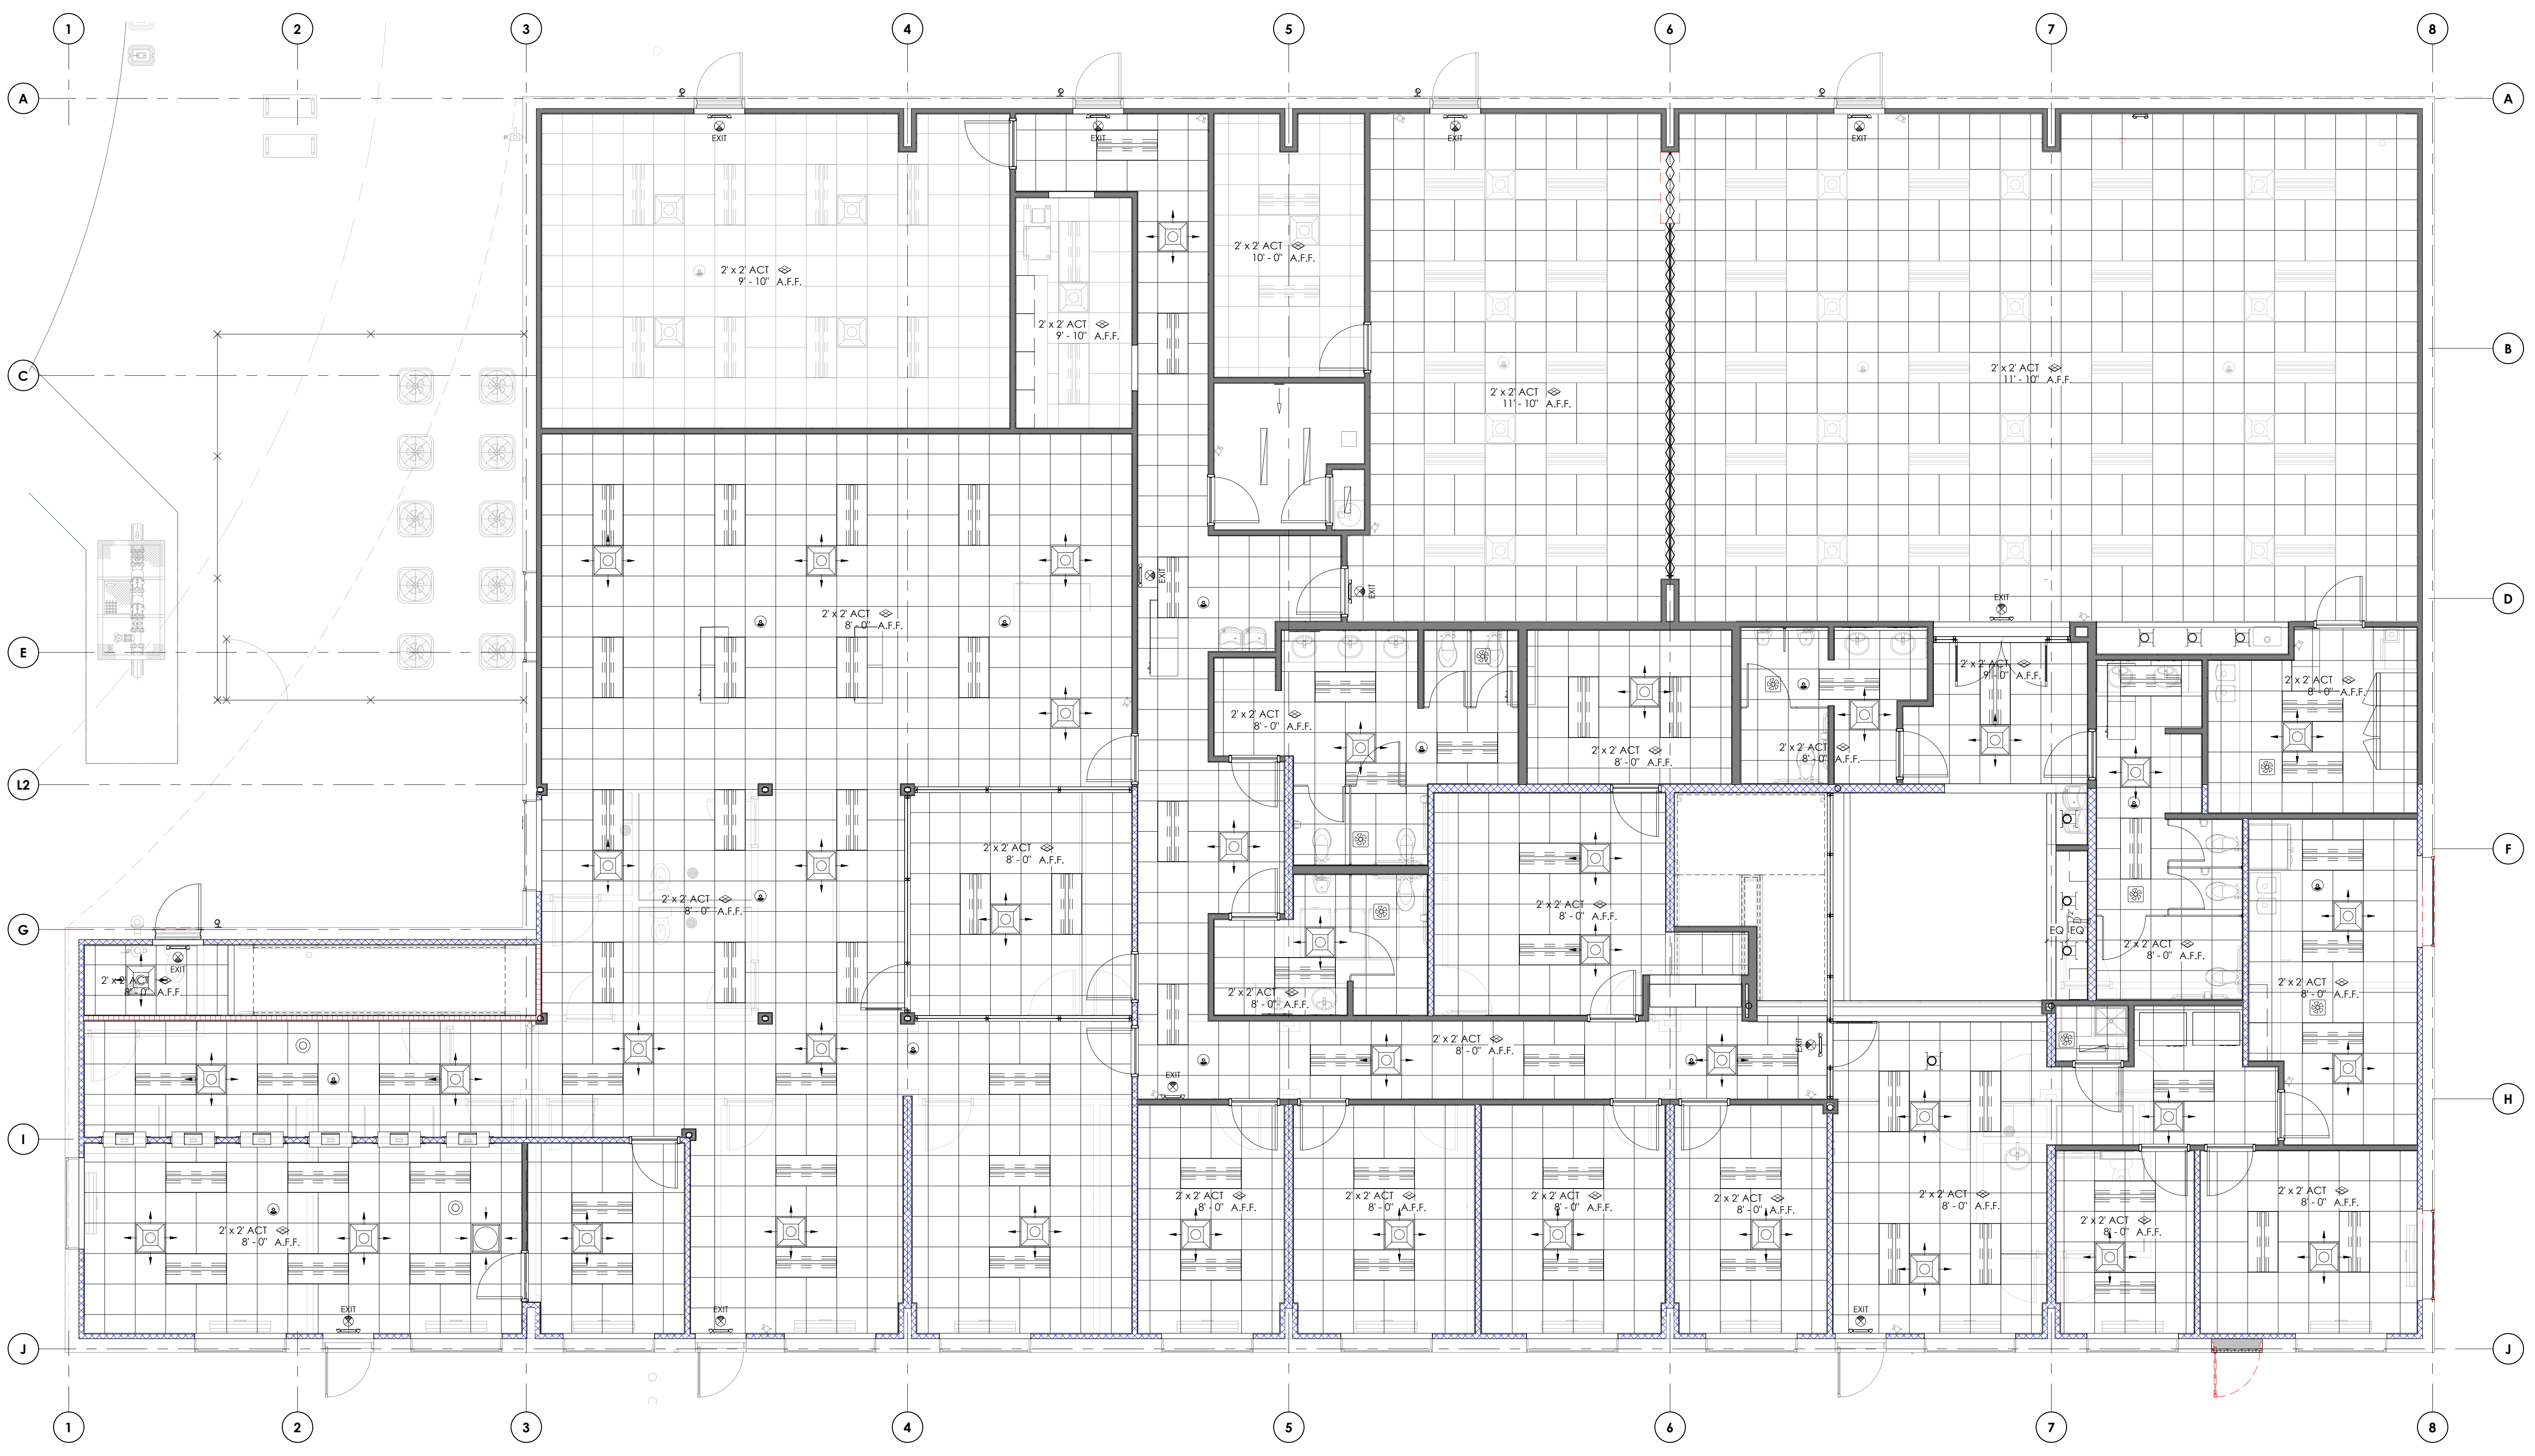 1 2 3 4 5 6 7 8
A A
EXIT EXIT EXIT EXIT
2' x 2' ACT
10' - 0" A.F.F.
2' x 2' ACT
9' - 10" A.F.F.
2' x 2' ACT
9' - 10" A.F.F.
B
C
2' x 2' ACT
11' - 10" A.F.F.
2' x 2' ACT
11' - 10" A.F.F.
EXIT
EXIT
EXIT
D
2' x 2' ACT
8' - 0" A.F.F.
E
2' x 2' ACT
9' - 0" A.F.F.
2' x 2' ACT
8' - 0" A.F.F.
2' x 2' ACT
8' - 0" A.F.F.
2' x 2' ACT
8' - 0" A.F.F.
2' x 2' ACT
8' - 0" A.F.F.
L2
2' x 2' ACT
8' - 0" A.F.F.
F
2' x 2' ACT
8' - 0" A.F.F.
2' x 2' ACT
8' - 0" A.F.F.
G
EQ EQ
2' x 2' ACT
8' - 0" A.F.F.
EXIT
2' x 2' ACT
8' - 0" A.F.F.
2' x 2' ACT
8' - 0" A.F.F.
2' x 2' ACT
8' - 0" A.F.F.
2' x 2' ACT
8' - 0" A.F.F.
EXIT
EXIT
H
I
2' x 2' ACT
8' - 0" A.F.F.
2' x 2' ACT
8' - 0" A.F.F.
2' x 2' ACT
8' - 0" A.F.F.
2' x 2' ACT
8' - 0" A.F.F.
2' x 2' ACT
8' - 0" A.F.F.
2' x 2' ACT
8' - 0" A.F.F.
2' x 2' ACT
8' - 0" A.F.F.
2' x 2' ACT
8' - 0" A.F.F.
EXIT EXIT EXIT
J J
1 2 3 4 5 6 7 8